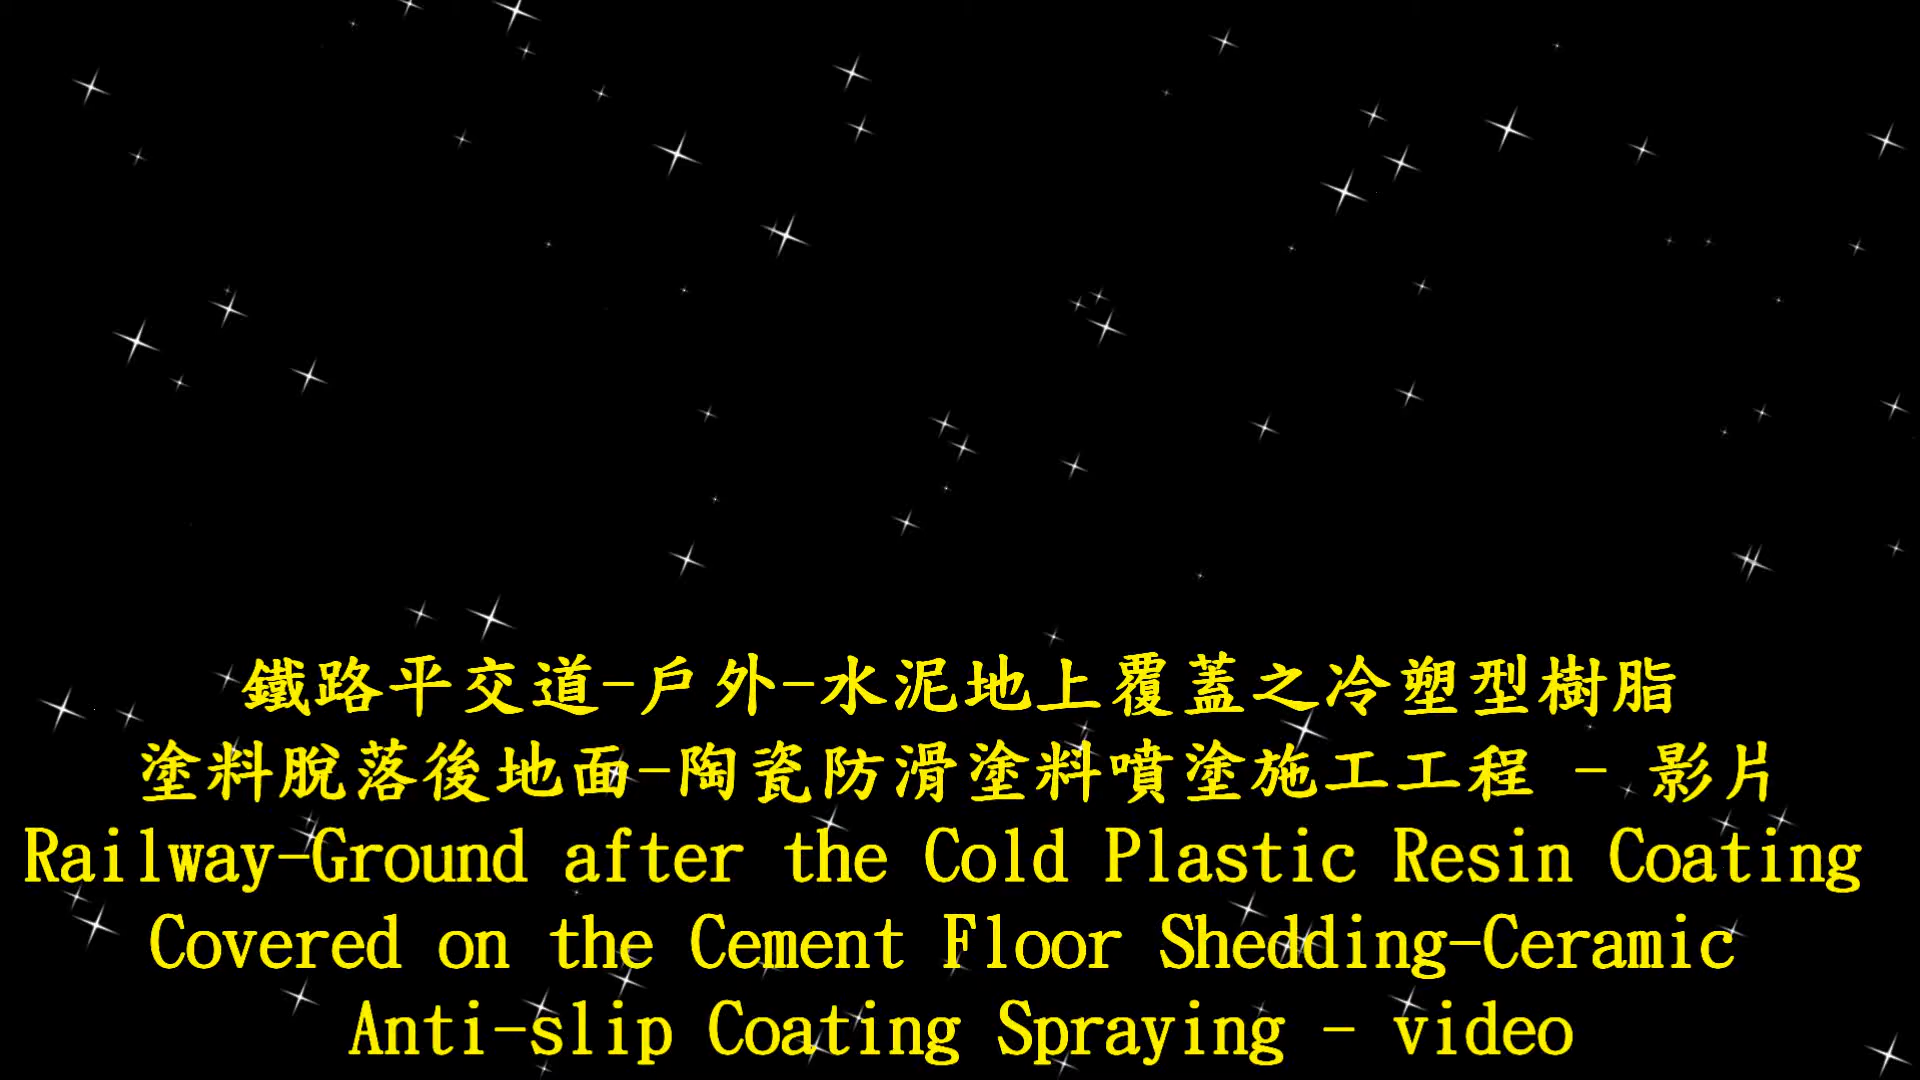 鐵路平交道-戶外-水泥地上覆蓋之冷塑型樹脂
塗料脫落後地面-陶瓷防滑塗料噴塗施工工程 - 影片
Railway-Ground after the Cold Plastic Resin Coating
Covered on the Cement Floor Shedding-Ceramic
Anti-slip Coating Spraying - video